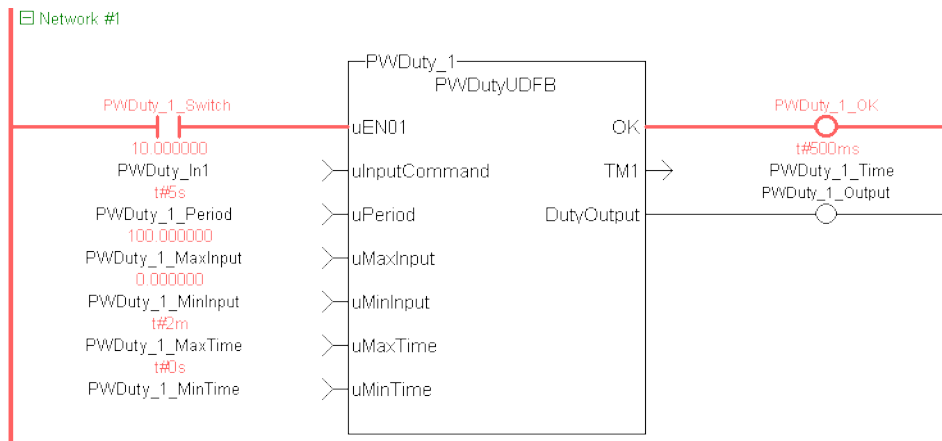 Network #1
PWDuty_1
PWDutyUDFB
PWDuty_1_Switch
uEN01
OK
PWDuty_1_OK
10.000000
t#500ms
PWDuty_In1
uInputCommand
TM1
PWDuty_1_Time
t#5s
PWDuty_1_Output
PWDuty_1_Period
uPeriod
DutyOutput
100.000000
PWDuty_1_MaxInput
uMaxInput
0.000000
PWDuty_1_MinInput
uMinInput
t#2m
PWDuty_1_MaxTime
uMaxTime
t#0s
PWDuty_1_MinTime
uMinTime